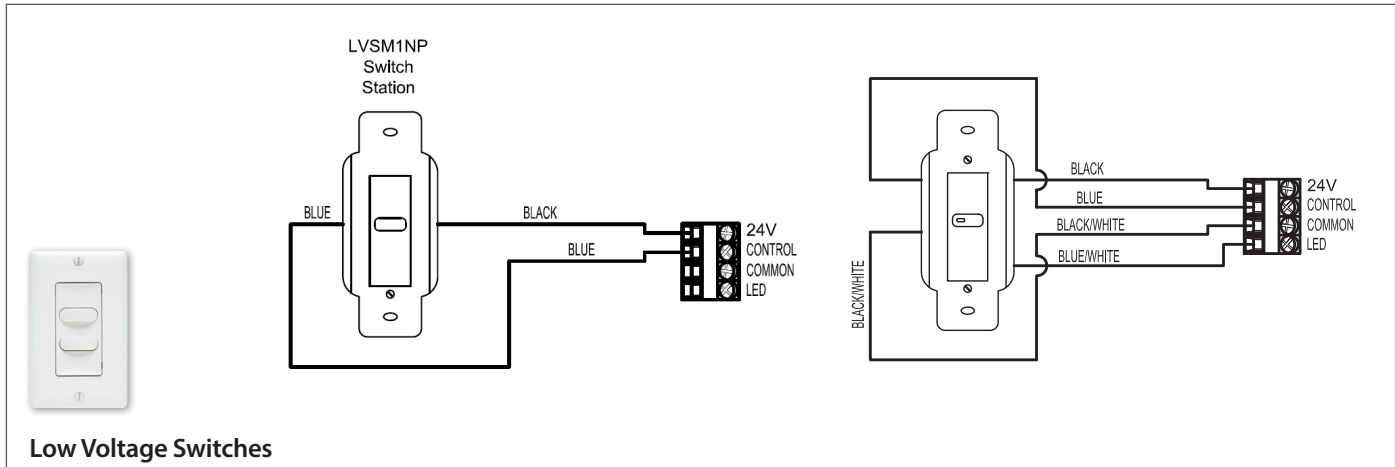 LVSM1NP
Switch
Station
BLUE
BLACK
BLUE
24V
CONTROL
COMMON
LED
BLACK
BLUE
BLACK/WHITE
BLUE/WHITE
BLACK/WHITE
24V
CONTROL
COMMON
LED
Low Voltage Switches